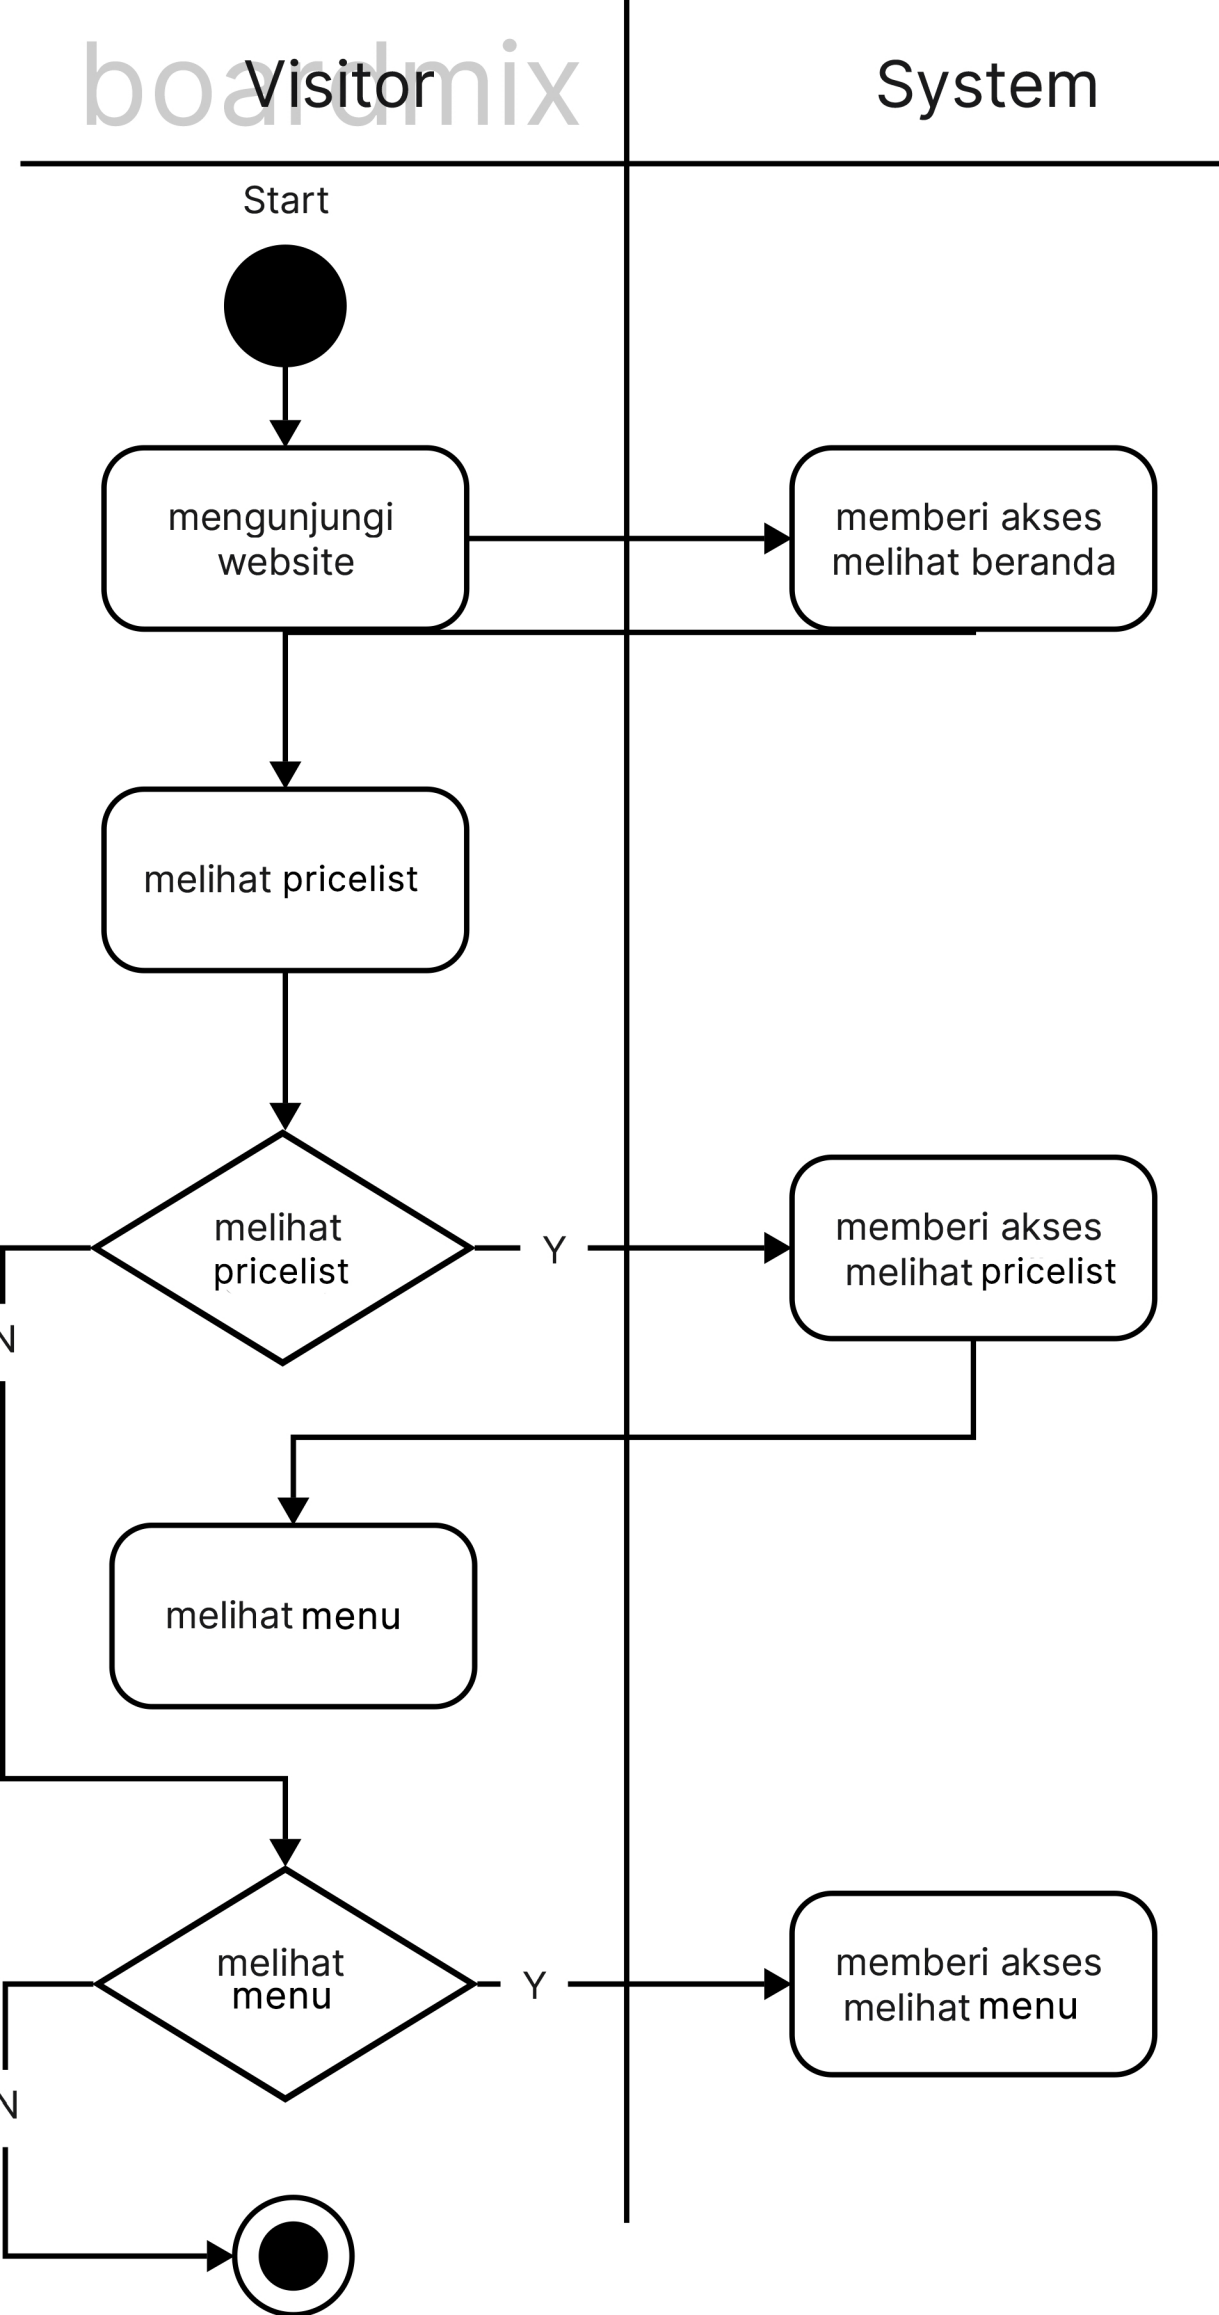 boardmix
Visitor
System
Start
mengunjungi
website
memberi akses
melihat beranda
melihat pricelist
melihat
pricelist
Y
memberi akses
melihat pricelist
N
melihat menu
melihat
menu
Y
memberi akses
melihat menu
N